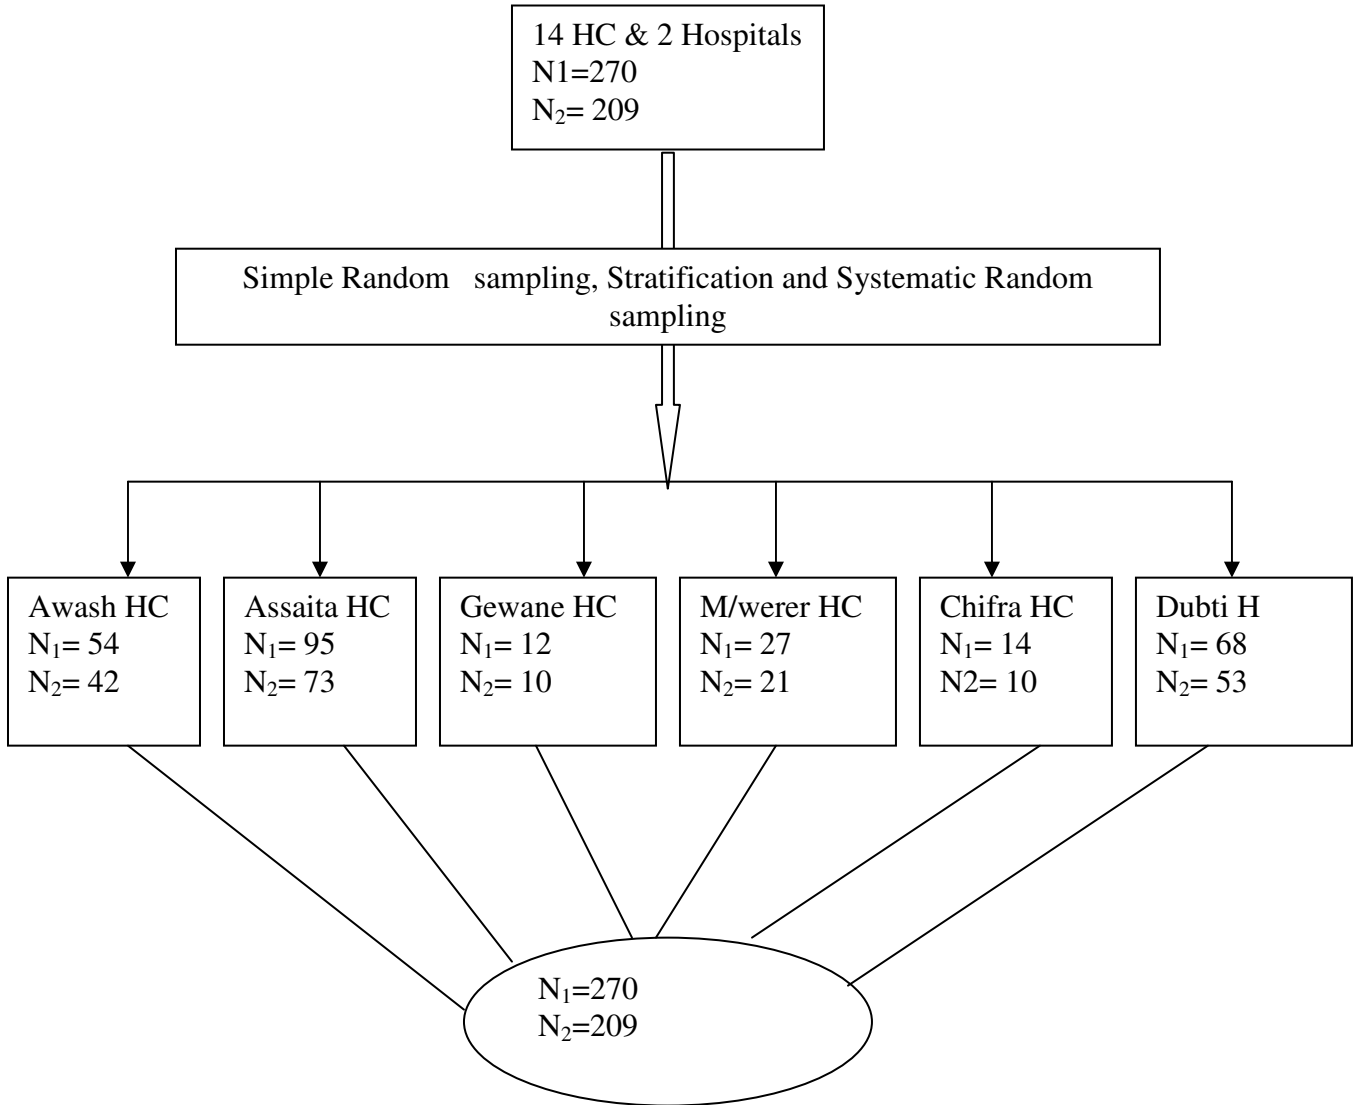 14 HC & 2 Hospitals
N1=270
N₂= 209
Simple Random sampling, Stratification and Systematic Random
sampling
Awash HC
N₁= 54
N₂= 42
Assaita HC
N₁= 95
N₂= 73
Gewane HC
N₁= 12
N₂= 10
M/werer HC
N₁= 27
N₂= 21
Chifra HC
N₁= 14
N2= 10
Dubti H
N₁= 68
N₂= 53
N₁=270
N₂=209